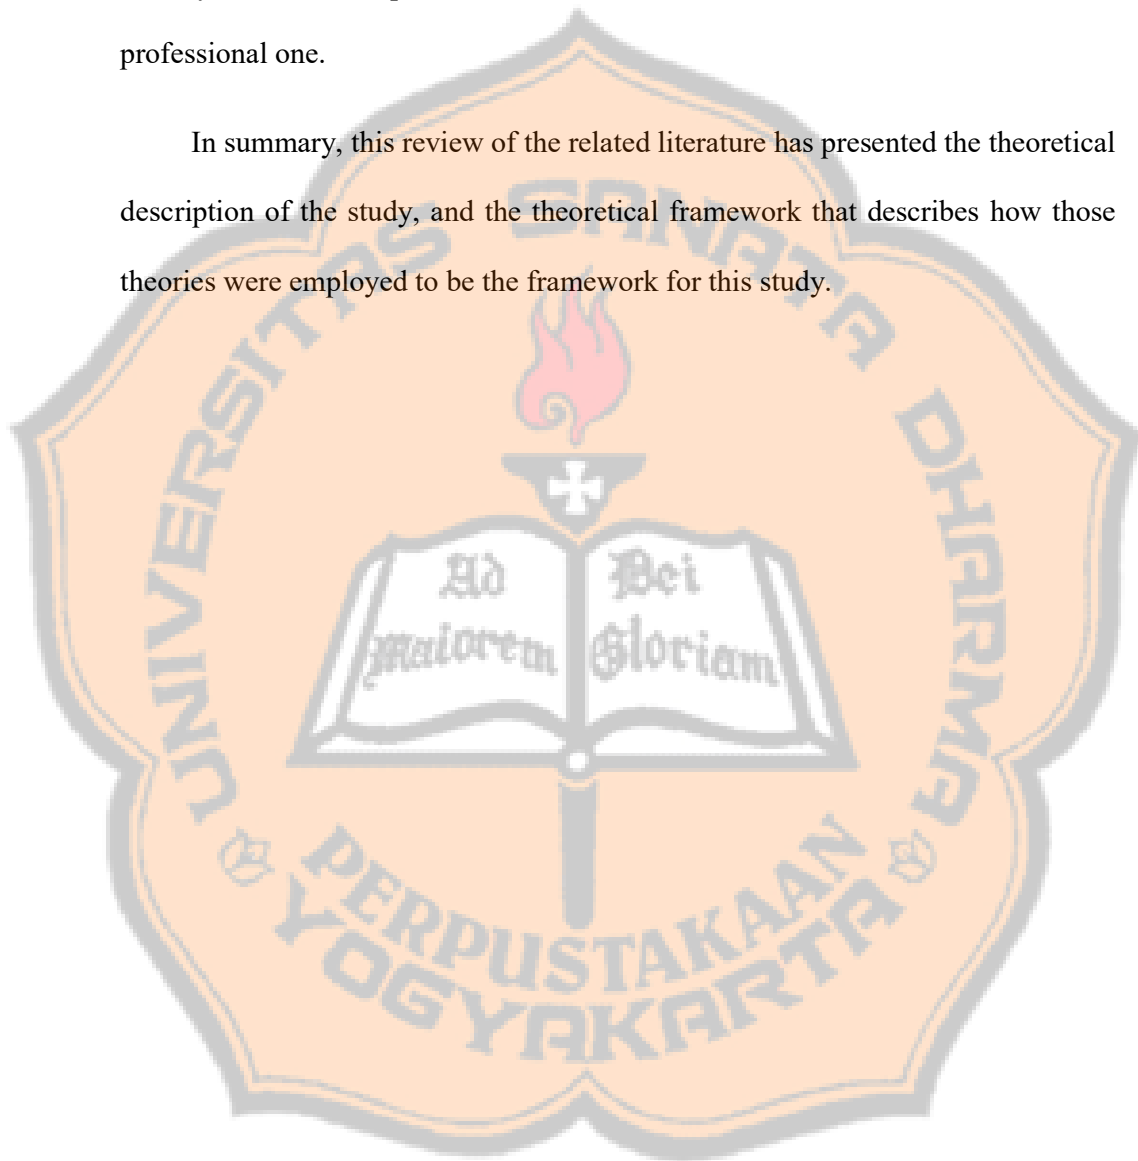 professional one.
In summary, this review of the related literature has presented the theoretical
description of the study, and the theoretical framework that describes how those
theories were employed to be the framework for this study.
UNIVERSITAS SANATA DHARMA
Ad Dei
Maiorem Gloriam
PERPUSTAKAAN
YOGYAKARTA